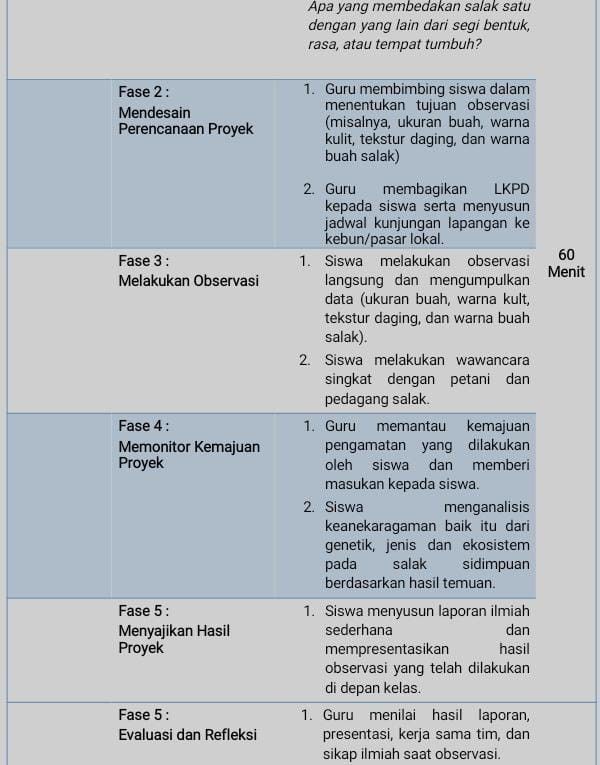 Apa yang membedakan salak satu
dengan yang lain dari segi bentuk,
rasa, atau tempat tumbuh?
Fase 2 :
Mendesain
Perencanaan Proyek
1. Guru membimbing siswa dalam
menentukan tujuan observasi
(misalnya, ukuran buah, warna
kulit, tekstur daging, dan warna
buah salak)
2. Guru membagikan LKPD
kepada siswa serta menyusun
jadwal kunjungan lapangan ke
kebun/pasar lokal.
60
Menit
Fase 3 :
Melakukan Observasi
1. Siswa melakukan observasi
langsung dan mengumpulkan
data (ukuran buah, warna kult,
tekstur daging, dan warna buah
salak).
2. Siswa melakukan wawancara
singkat dengan petani dan
pedagang salak.
Fase 4 :
Memonitor Kemajuan
Proyek
1. Guru memantau kemajuan
pengamatan yang dilakukan
oleh siswa dan memberi
masukan kepada siswa.
2. Siswa menganalisis
keanekaragaman baik itu dari
genetik, jenis dan ekosistem
pada salak sidimpuan
berdasarkan hasil temuan.
Fase 5 :
Menyajikan Hasil
Proyek
1. Siswa menyusun laporan ilmiah
sederhana dan
mempresentasikan hasil
observasi yang telah dilakukan
di depan kelas.
Fase 5 :
Evaluasi dan Refleksi
1. Guru menilai hasil laporan,
presentasi, kerja sama tim, dan
sikap ilmiah saat observasi.